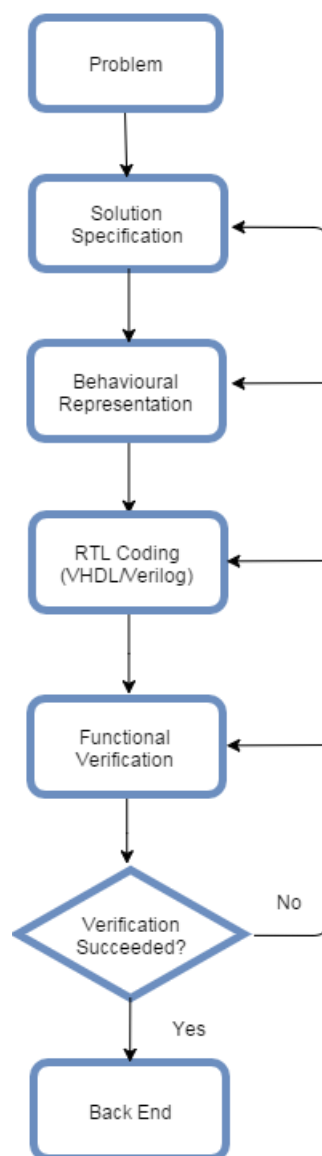 Problem
Solution
Specification
Behavioural
Representation
RTL Coding
(VHDL/Verilog)
Functional
Verification
Verification
Succeeded?
No
Yes
Back End